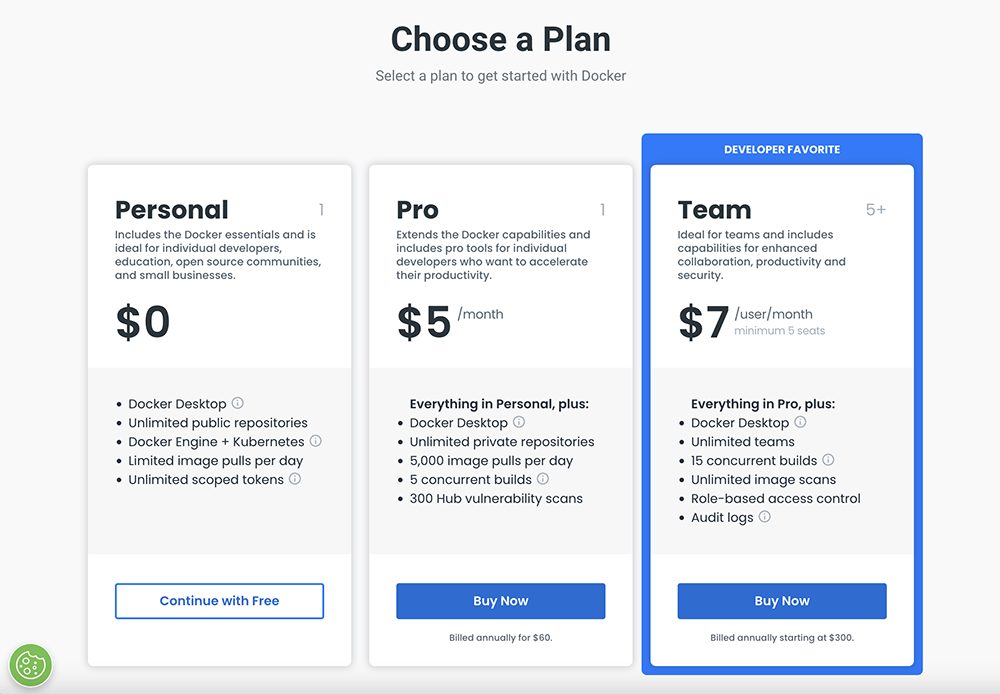 Choose a Plan
Select a plan to get started with Docker
Personal 1
Includes the Docker essentials and is
ideal for individual developers,
education, open source communities,
and small businesses.
$0
• Docker Desktop
• Unlimited public repositories
• Docker Engine + Kubernetes
• Limited image pulls per day
• Unlimited scoped tokens
Continue with Free
Pro 1
Extends the Docker capabilities and
includes pro tools for individual
developers who want to accelerate
their productivity.
$5 /month
Everything in Personal, plus:
• Docker Desktop
• Unlimited private repositories
• 5,000 image pulls per day
• 5 concurrent builds
• 300 Hub vulnerability scans
Buy Now
Billed annually for $60.
DEVELOPER FAVORITE
Team 5+
Ideal for teams and includes
capabilities for enhanced
collaboration, productivity and
security.
$7 /user/month
minimum 5 seats
Everything in Pro, plus:
• Docker Desktop
• Unlimited teams
• 15 concurrent builds
• Unlimited image scans
• Role-based access control
• Audit logs
Buy Now
Billed annually starting at $300.